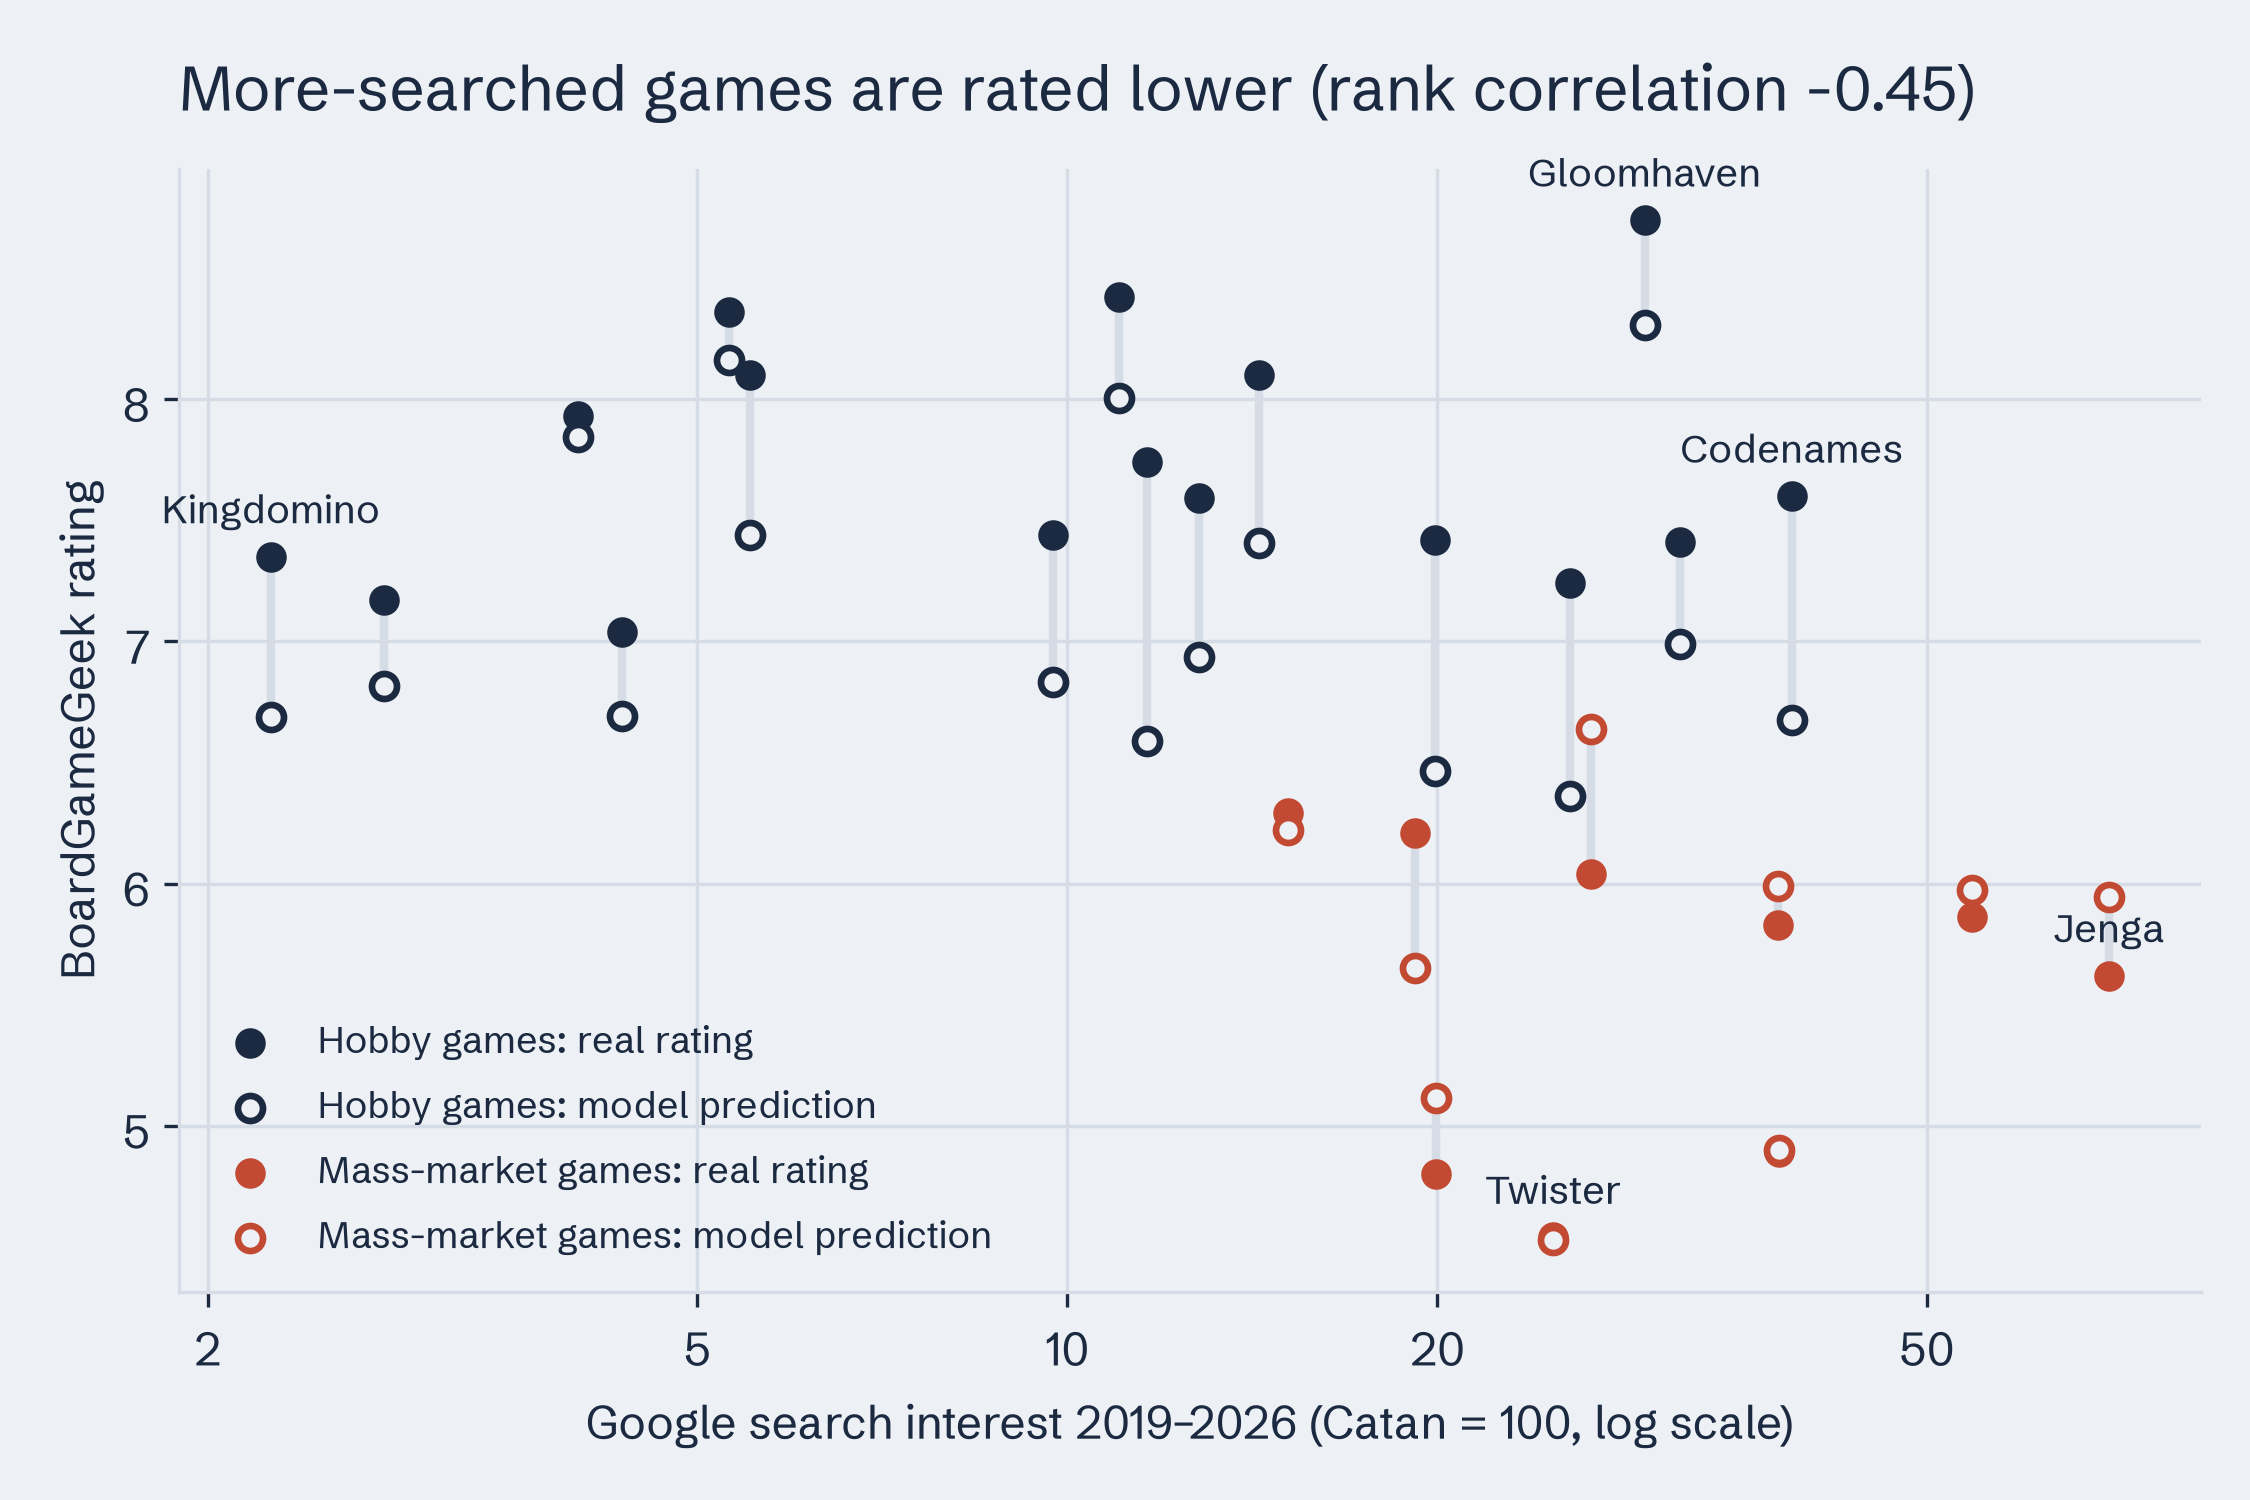 More-searched games are rated lower (rank correlation -0.45)
Gloomhaven
Codenames
Kingdomino
Jenga
Twister
BoardGameGeek rating
8
7
6
5
Hobby games: real rating
Hobby games: model prediction
Mass-market games: real rating
Mass-market games: model prediction
2 5 10 20 50
Google search interest 2019–2026 (Catan = 100, log scale)